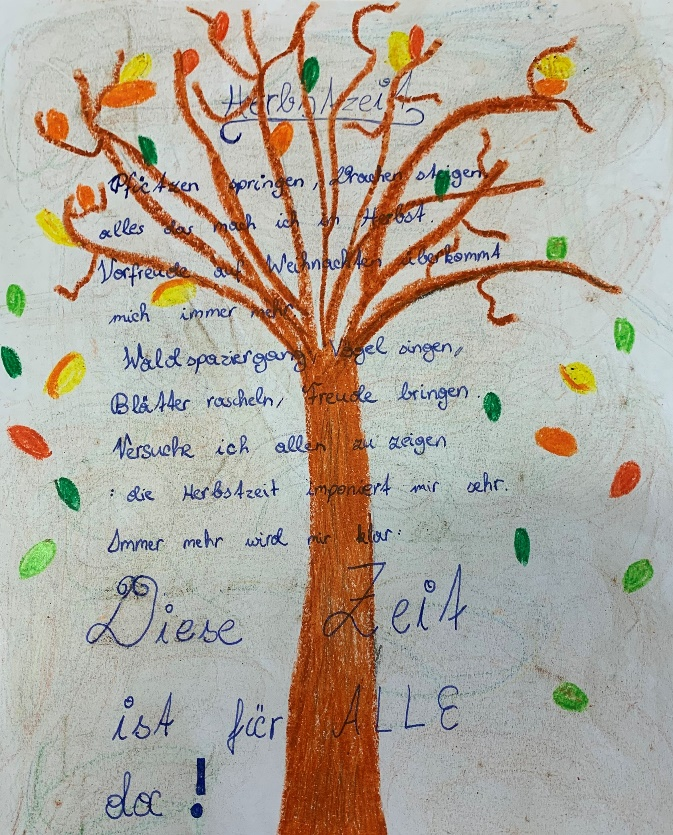 Herbstzeit
Pfützen springen, Drachen steigen,
alles das mach ich in Herbst
Vorfreude auf Weihnachten überkommt
mich immer mehr.
Waldspaziergang, Vögel singen,
Blätter rascheln, Freude bringen.
Versuche ich allen zu zeigen
: die Herbstzeit imponiert mir sehr.
Immer mehr wird mir klar:
Diese Zeit
ist für ALLE
da!